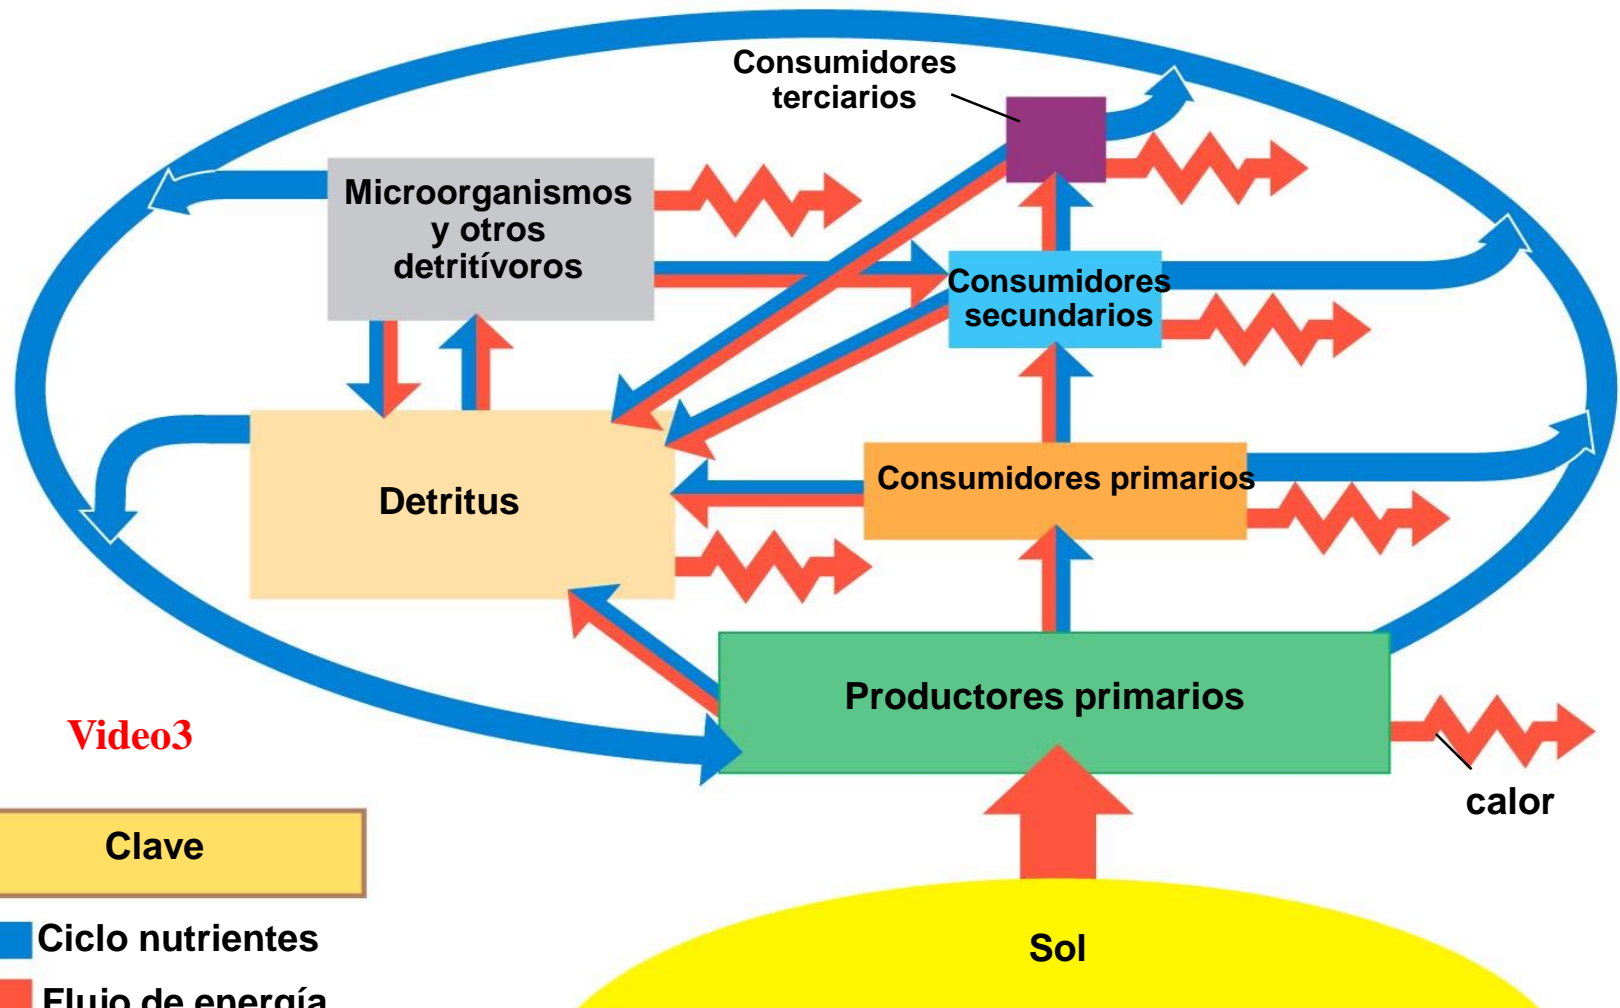 Consumidores
terciarios
Microorganismos
y otros
detritívoros
Consumidores
secundarios
Consumidores primarios
Detritus
Productores primarios
Video3
calor
Clave
Ciclo nutrientes
Sol
Flujo de energía